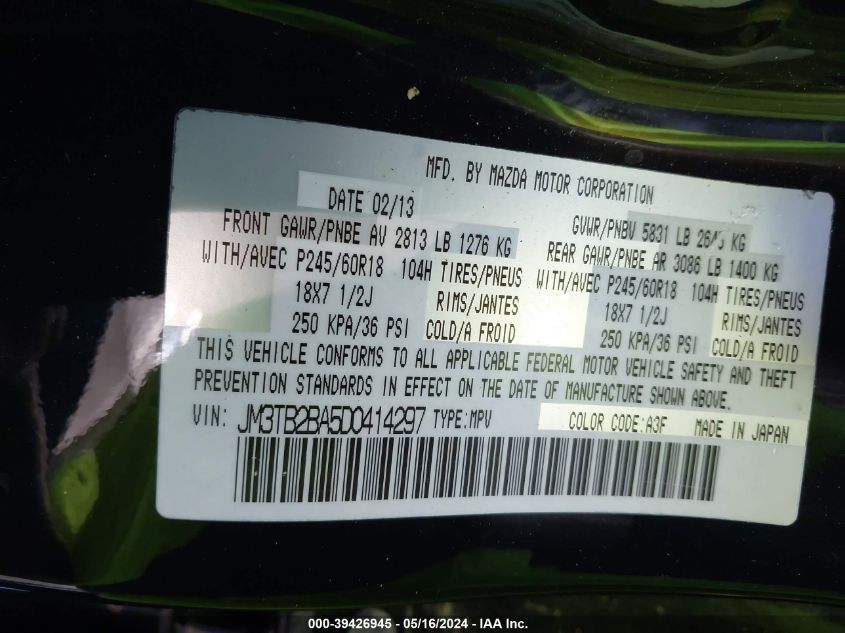 MFD. BY MAZDA MOTOR CORPORATION
DATE 02/13 GVWR/PNBV 5831 LB KG
FRONT GAWR/PNBE AV 2813 LB 1276 KG REAR GAWR/PNBE AR 3086 LB 1400 KG
WITH/AVEC P245/60R18 104H TIRES/PNEUS WITH/AVEC P245/60R18 104H TIRES/PNEUS
18X7 1/2J RIMS/JANTES 18X7 1/2J RIMS/JANTES
250 KPA/36 PSI COLD/A FROID 250 KPA/36 PSI COLD/A FROID
THIS VEHICLE CONFORMS TO ALL APPLICABLE FEDERAL MOTOR VEHICLE SAFETY AND THEFT
PREVENTION STANDARDS IN EFFECT ON THE DATE OF MANUFACTURE SHOWN ABOVE.
VIN: JM3TB2BA5D0414297 TYPE:MPV COLOR CODE:A3F MADE IN JAPAN
000-39426945 - 05/16/2024 - IAA Inc.